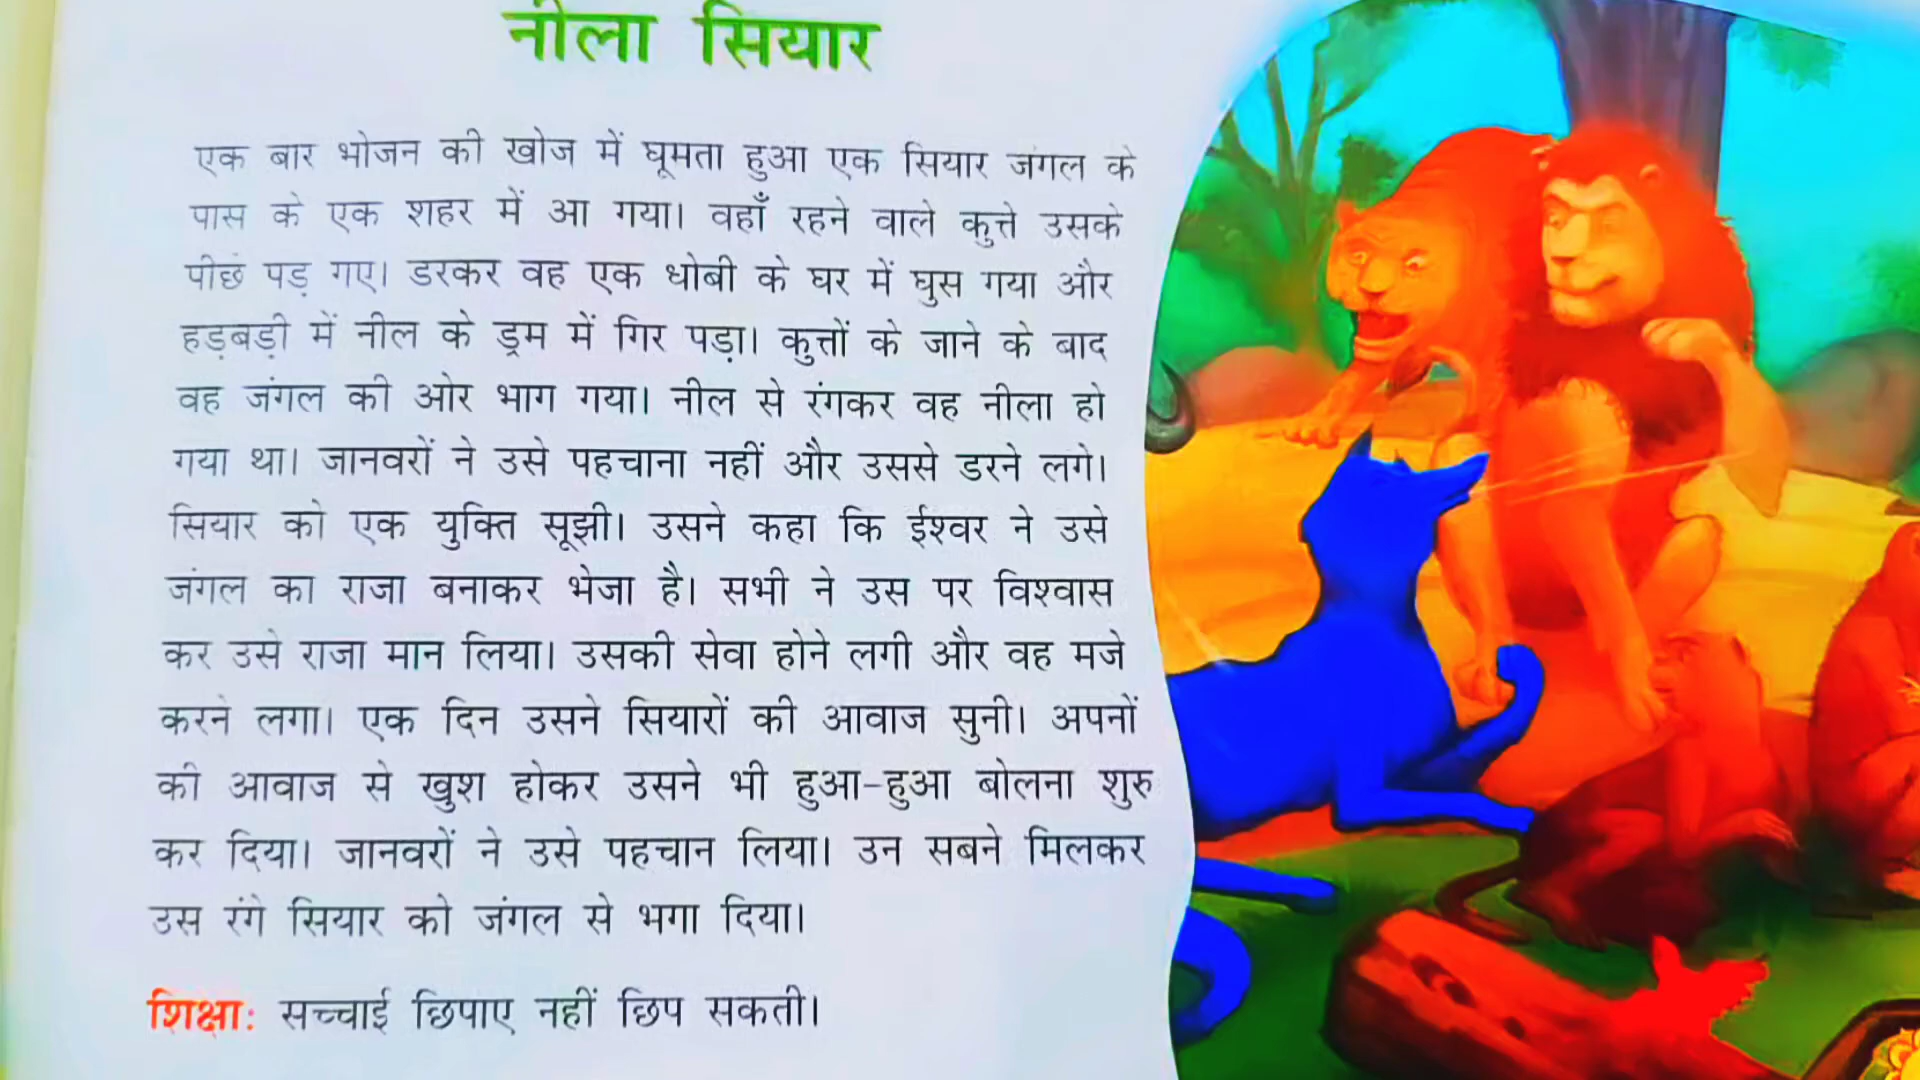 नीला सियार
एक बार भोजन की खोज में घूमता हुआ एक सियार जंगल के
पास के एक शहर में आ गया। वहाँ रहने वाले कुत्ते उसके
पीछे पड़ गए। डरकर वह एक धोबी के घर में घुस गया और
हड़बड़ी में नील के ड्रम में गिर पड़ा। कुत्तों के जाने के बाद
वह जंगल की ओर भाग गया। नील से रंगकर वह नीला हो
गया था। जानवरों ने उसे पहचाना नहीं और उससे डरने लगे।
सियार को एक युक्ति सूझी। उसने कहा कि ईश्वर ने उसे
जंगल का राजा बनाकर भेजा है। सभी ने उस पर विश्वास
कर उसे राजा मान लिया। उसकी सेवा होने लगी और वह मजे
करने लगा। एक दिन उसने सियारों की आवाज सुनी। अपनों
की आवाज से खुश होकर उसने भी हुआ-हुआ बोलना शुरु
कर दिया। जानवरों ने उसे पहचान लिया। उन सबने मिलकर
उस रंगे सियार को जंगल से भगा दिया।
शिक्षा: सच्चाई छिपाए नहीं छिप सकती।